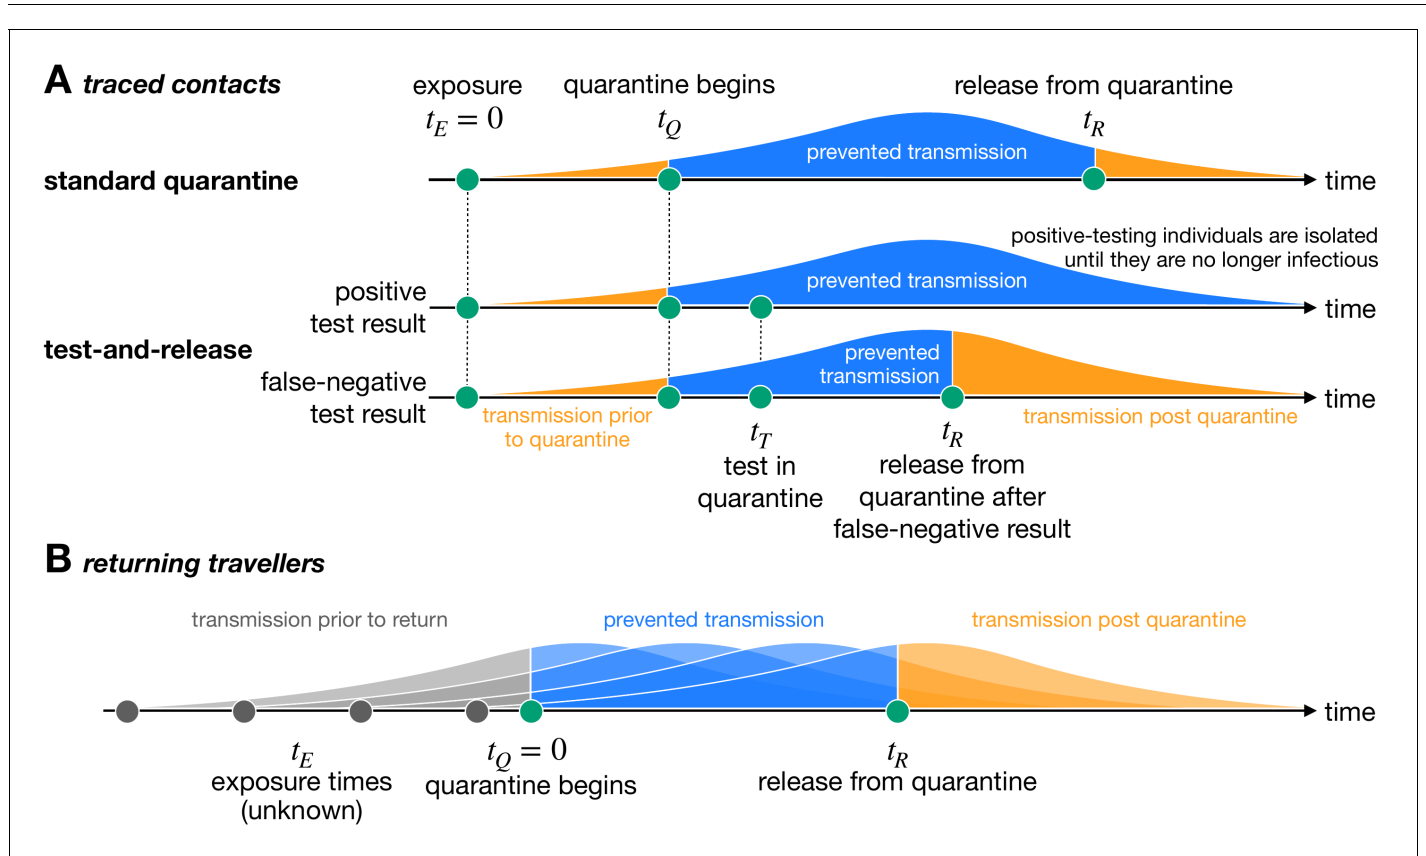 A traced contacts
exposure
t_E = 0
quarantine begins
t_Q
release from quarantine
t_R
prevented transmission
standard quarantine
time
positive-testing individuals are isolated
until they are no longer infectious
prevented transmission
positive
test result
time
test-and-release
prevented
transmission
false-negative
test result
time
transmission prior
to quarantine
transmission post quarantine
t_T
test in
quarantine
t_R
release from
quarantine after
false-negative result
B returning travellers
transmission prior to return
prevented transmission
transmission post quarantine
time
t_E
exposure times
(unknown)
t_Q = 0
quarantine begins
t_R
release from quarantine